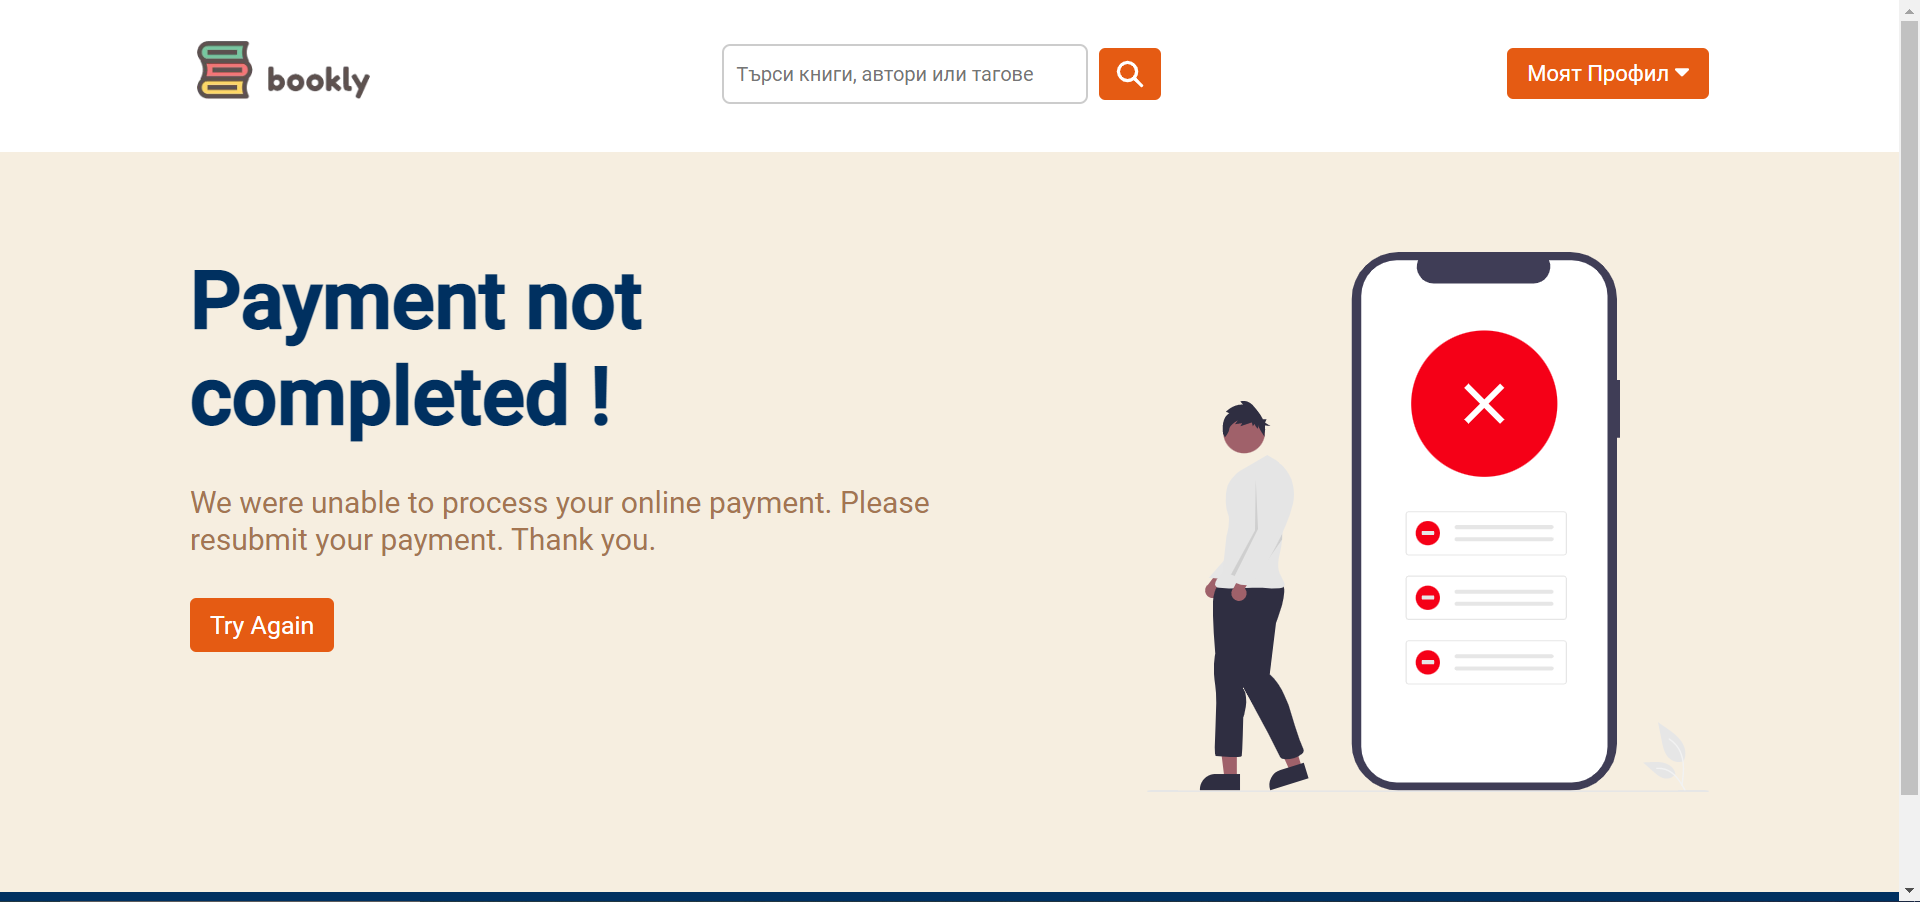 bookly
Търси книги, автори или тагове
Моят Профил
Payment not
completed !
We were unable to process your online payment. Please
resubmit your payment. Thank you.
Try Again